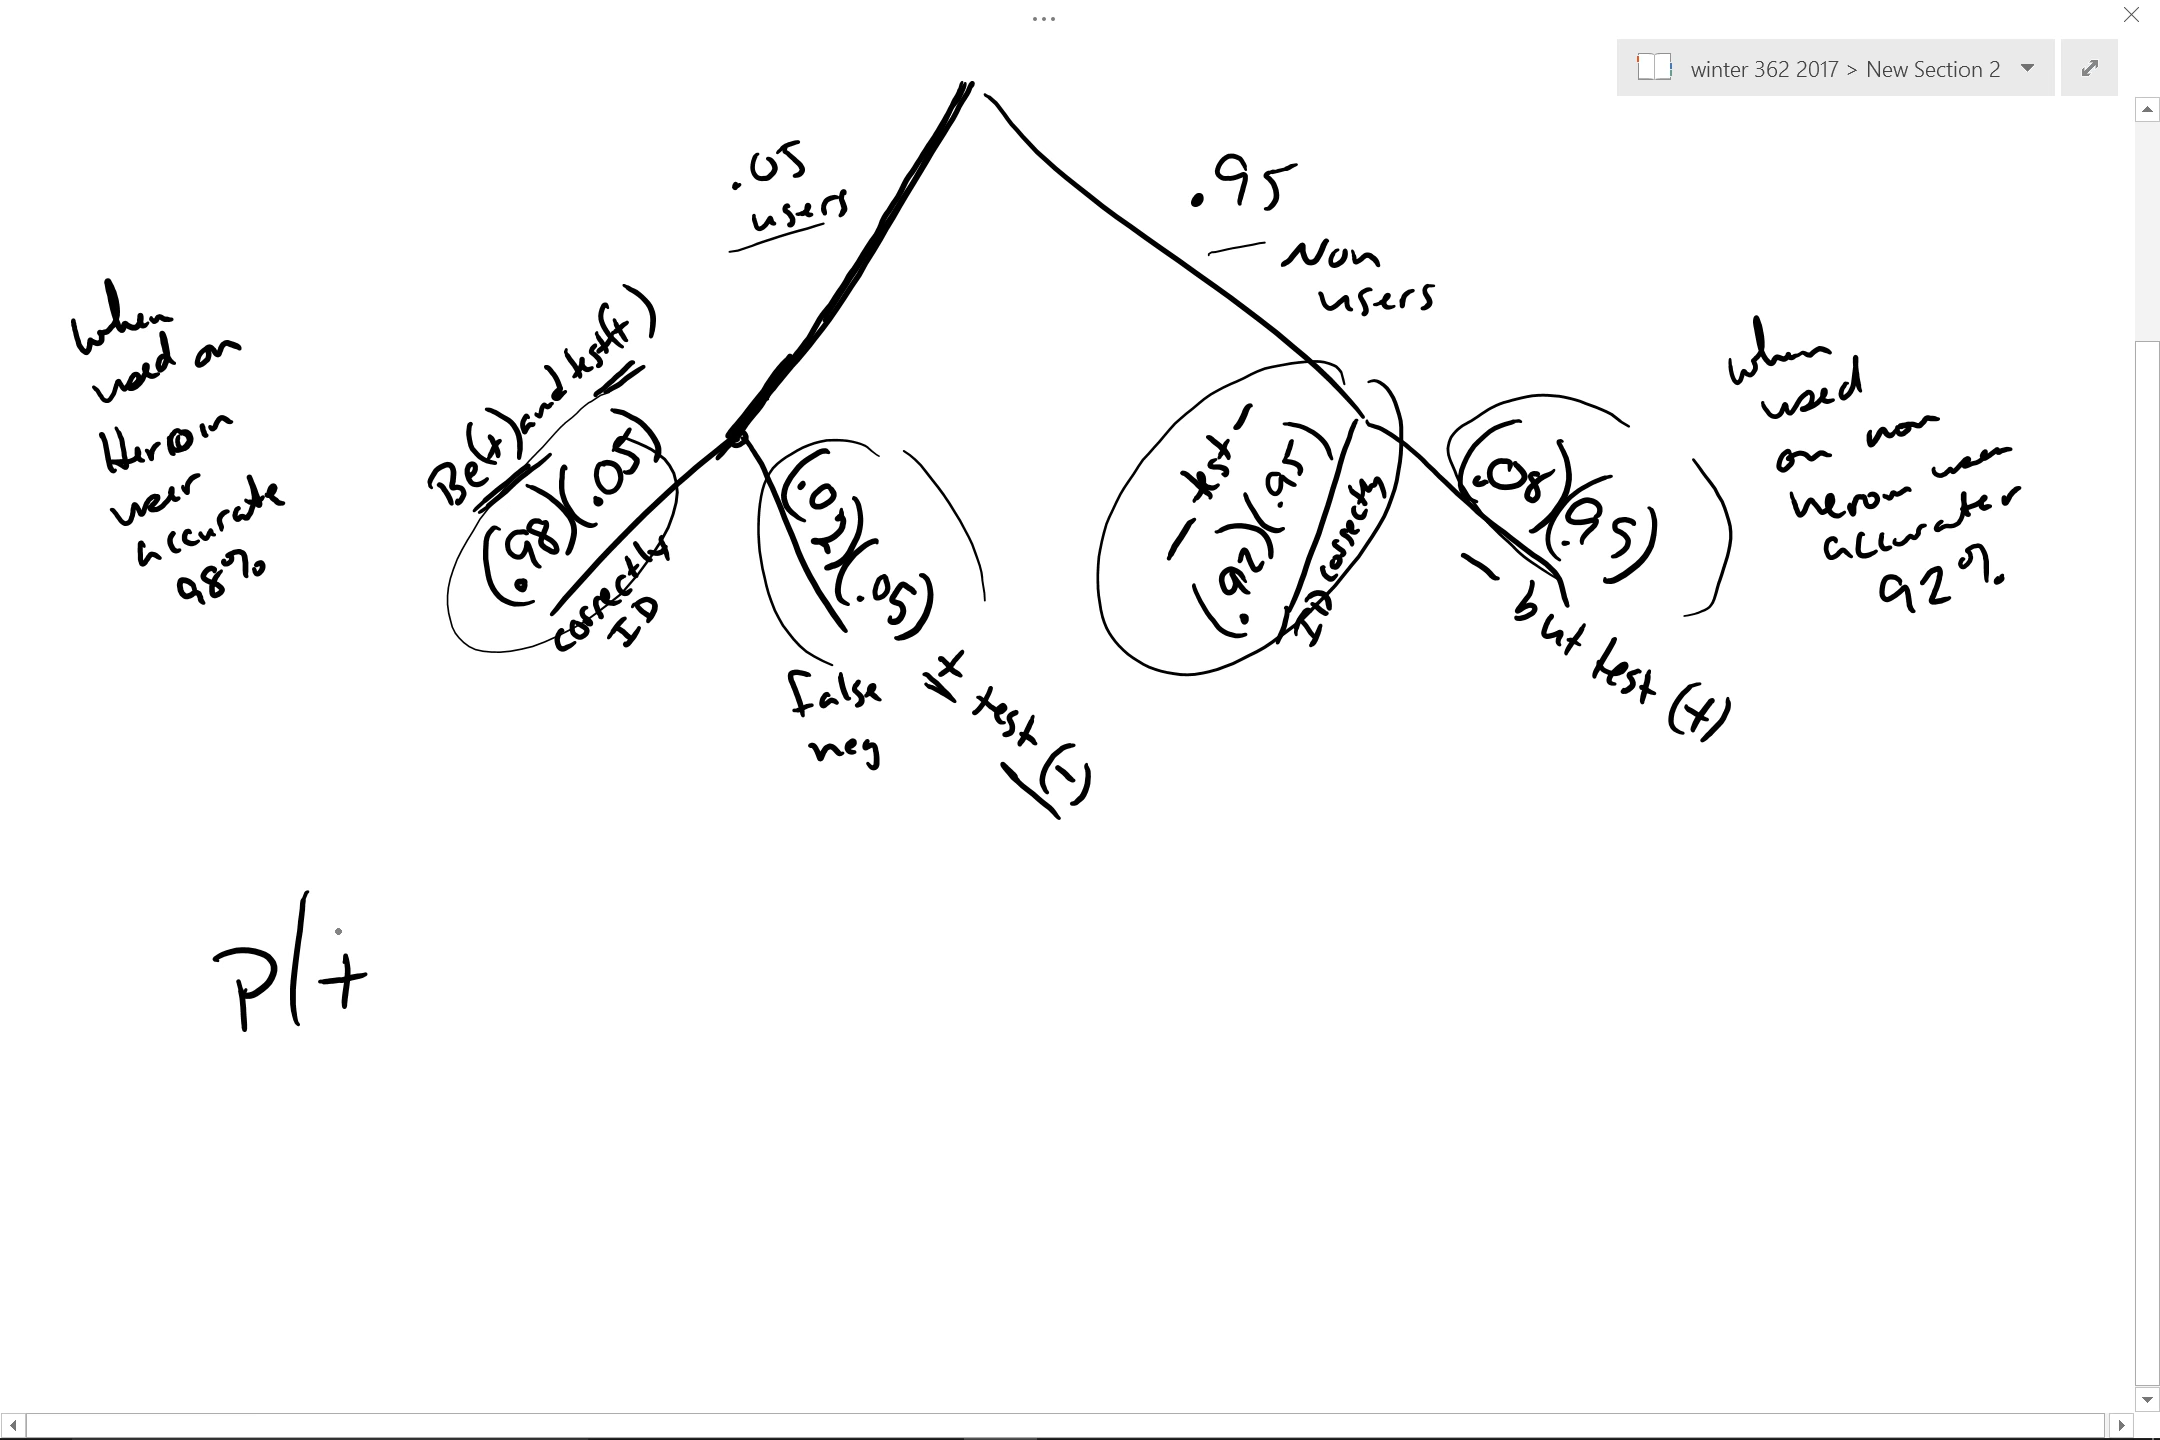 winter 362 2017 > New Section 2
.05
users
.95
Non
users
when
used on
Heroin
user
accurate
98%
Be(+) and test(+)
(.98)(.05)
correctly
ID
(.02)(.05)
false
neg
+ test (-)
- test -
(.92)(.95)
ID correctly
(.08)(.95)
- but test (+)
when
used
on non
heroin user
accurate
92%
P(+